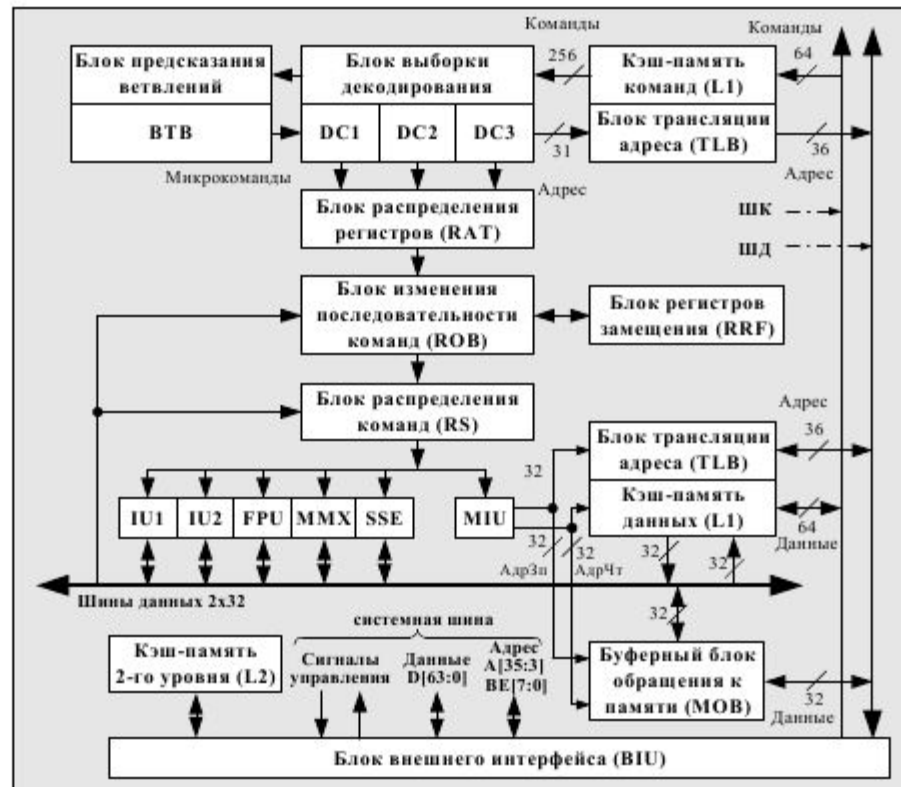 Команды
Команды
Блок предсказания
ветвлений
BTB
Блок выборки
декодирования
DC1
DC2
DC3
256
Кэш-память
команд (L1)
64
Блок трансляции
адреса (TLB)
31
36
Микрокоманды
Адрес
Адрес
Блок распределения
регистров (RAT)
ШК
ШД
Блок изменения
последовательности
команд (ROB)
Блок регистров
замещения (RRF)
Блок распределения
команд (RS)
Адрес
36
Блок трансляции
адреса (TLB)
32
IU1
IU2
FPU
MMX
SSE
MIU
Кэш-память
данных (L1)
64
Данные
32
32
32
32
АдрЗп
АдрЧт
Шины данных 2x32
32
системная шина
Кэш-память
2-го уровня (L2)
Сигналы
управления
Данные
D[63:0]
Адрес
A[35:3]
BE[7:0]
Буферный блок
обращения к
памяти (MOB)
32
Данные
Блок внешнего интерфейса (BIU)